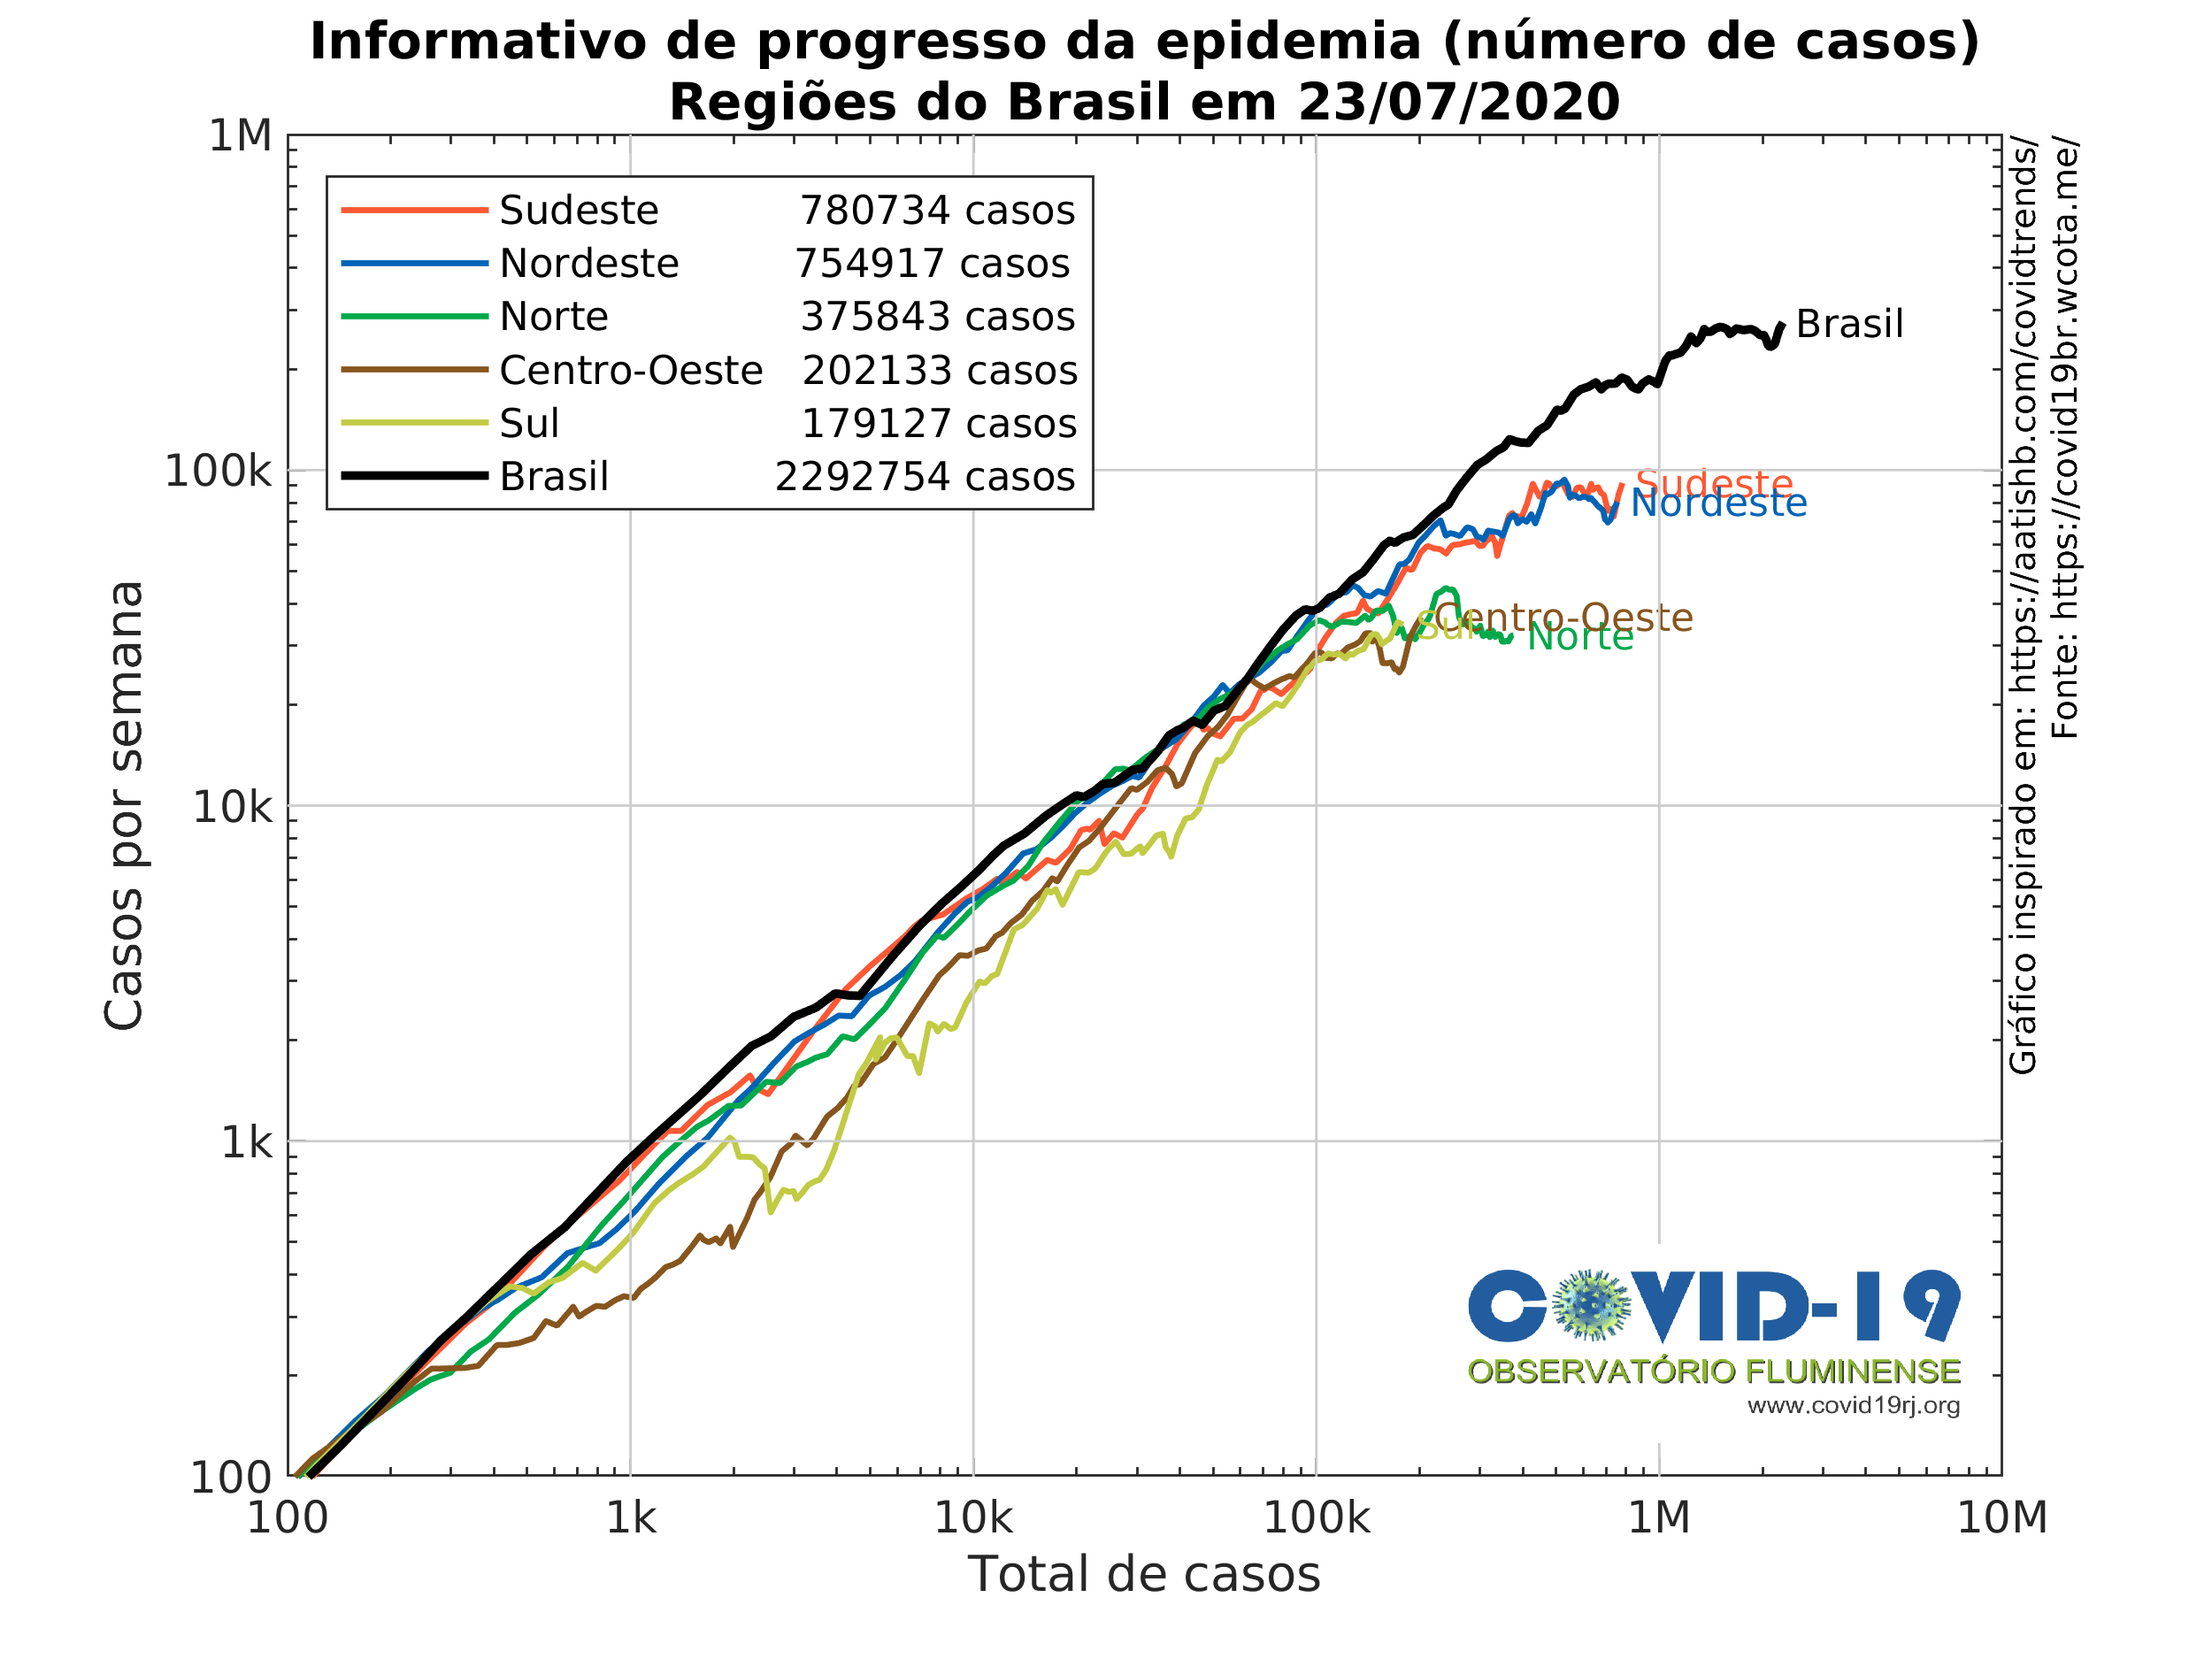 Informativo de progresso da epidemia (número de casos)
Regiões do Brasil em 23/07/2020
1M
100k
10k
1k
100
Casos por semana
Sudeste 780734 casos
Nordeste 754917 casos
Norte 375843 casos
Centro-Oeste 202133 casos
Sul 179127 casos
Brasil 2292754 casos
Brasil
Sudeste
Nordeste
Centro-Oeste
Sul
Norte
Gráfico inspirado em: https://aatishb.com/covidtrends/
Fonte: https://covid19br.wcota.me/
COVID-19
OBSERVATÓRIO FLUMINENSE
www.covid19rj.org
100 1k 10k 100k 1M 10M
Total de casos